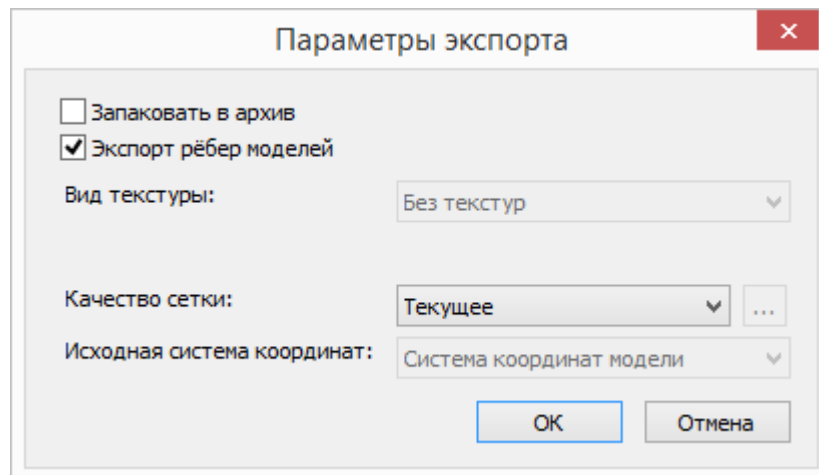 Параметры экспорта
Запаковать в архив
Экспорт рёбер моделей
Вид текстуры: Без текстур
Качество сетки: Текущее ...
Исходная система координат: Система координат модели
OK Отмена